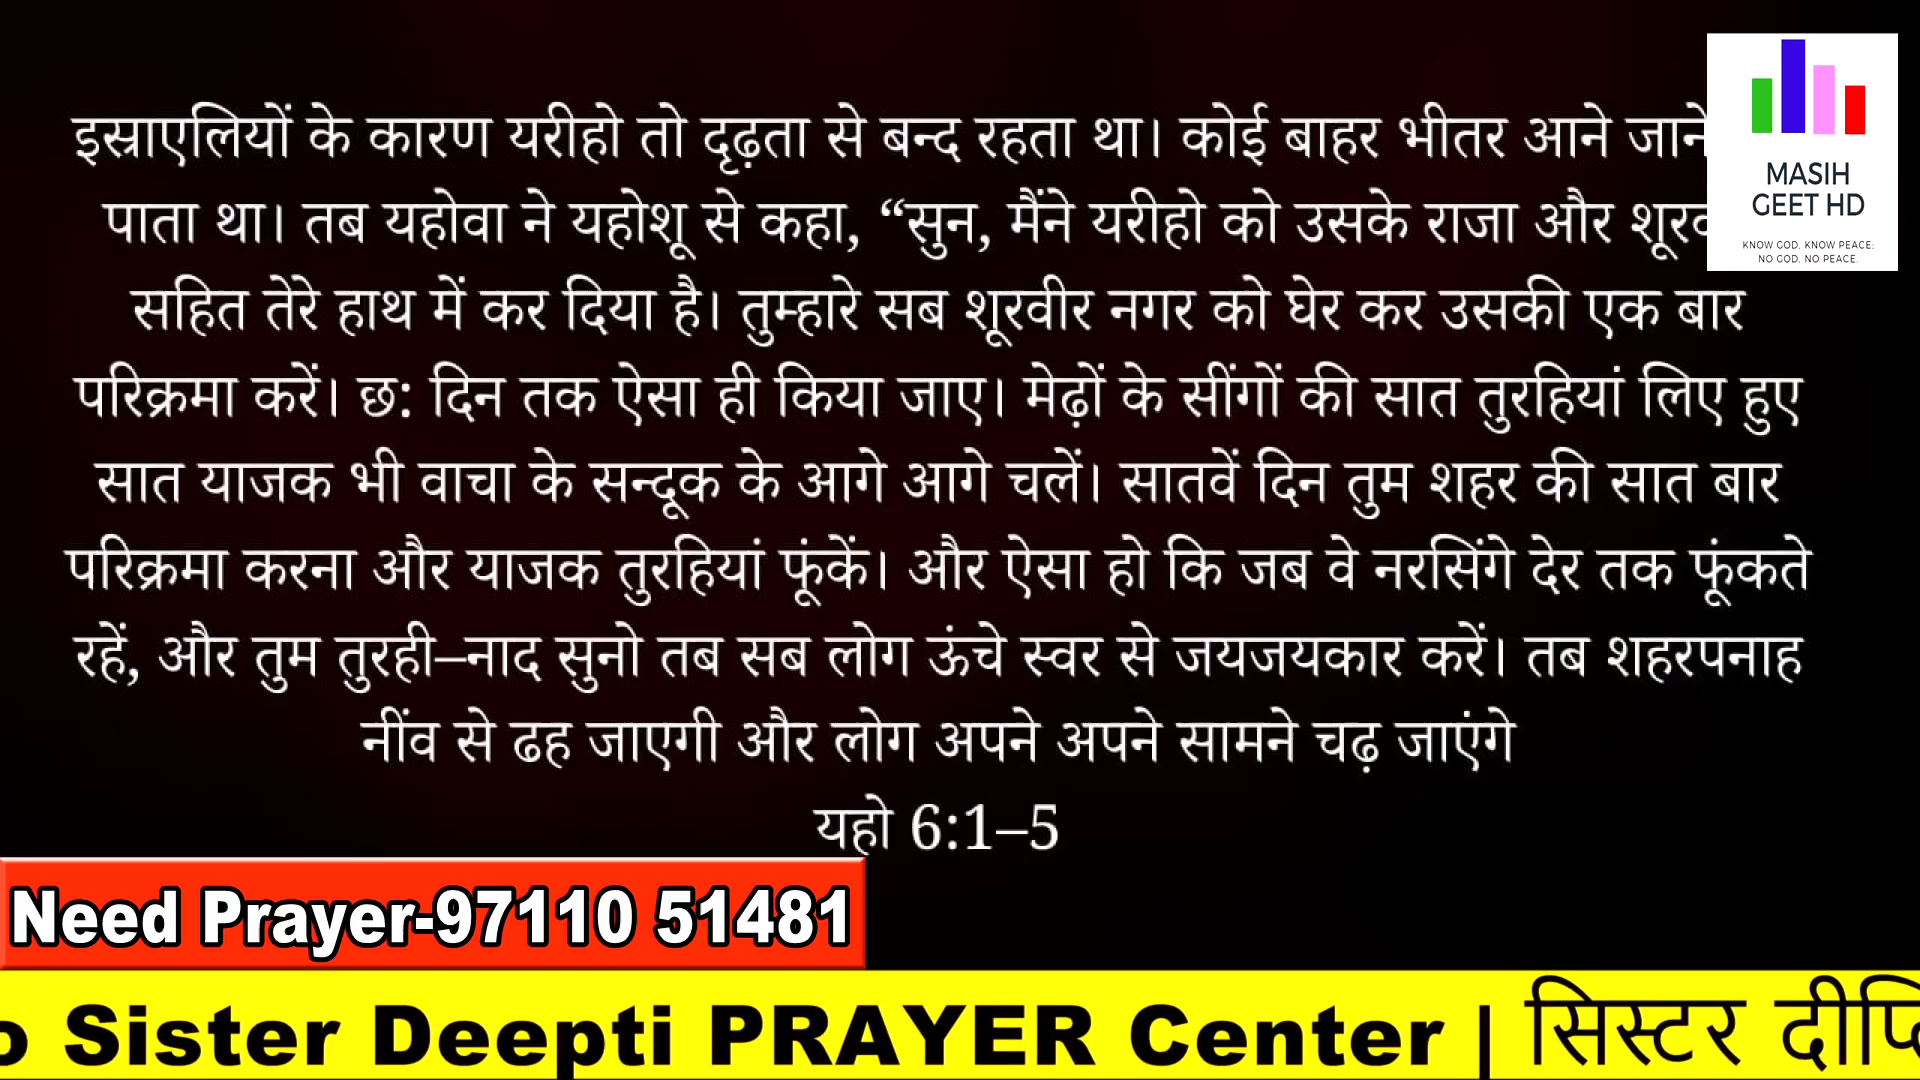 इस्राएलियों के कारण यरीहो तो दृढ़ता से बन्द रहता था। कोई बाहर भीतर आने जाने
पाता था। तब यहोवा ने यहोशू से कहा, “सुन, मैंने यरीहो को उसके राजा और
सहित तेरे हाथ में कर दिया है। तुम्हारे सब शूरवीर नगर को घेर कर उसकी एक बार
परिक्रमा करें। छ: दिन तक ऐसा ही किया जाए। मेढ़ों के सींगों की सात तुरहियां लिए हुए
सात याजक भी वाचा के सन्दूक के आगे आगे चलें। सातवें दिन तुम शहर की सात बार
परिक्रमा करना और याजक तुरहियां फूंकें। और ऐसा हो कि जब वे नरसिंगे देर तक फूंकते
रहें, और तुम तुरही–नाद सुनो तब सब लोग ऊंचे स्वर से जयजयकार करें। तब शहरपनाह
नींव से ढह जाएगी और लोग अपने अपने सामने चढ़ जाएंगे
यहो 6:1–5
MASIH
GEET HD
KNOW GOD, KNOW PEACE;
NO GOD, NO PEACE.
Need Prayer-97110 51481
Sister Deepti PRAYER Center | सिस्टर